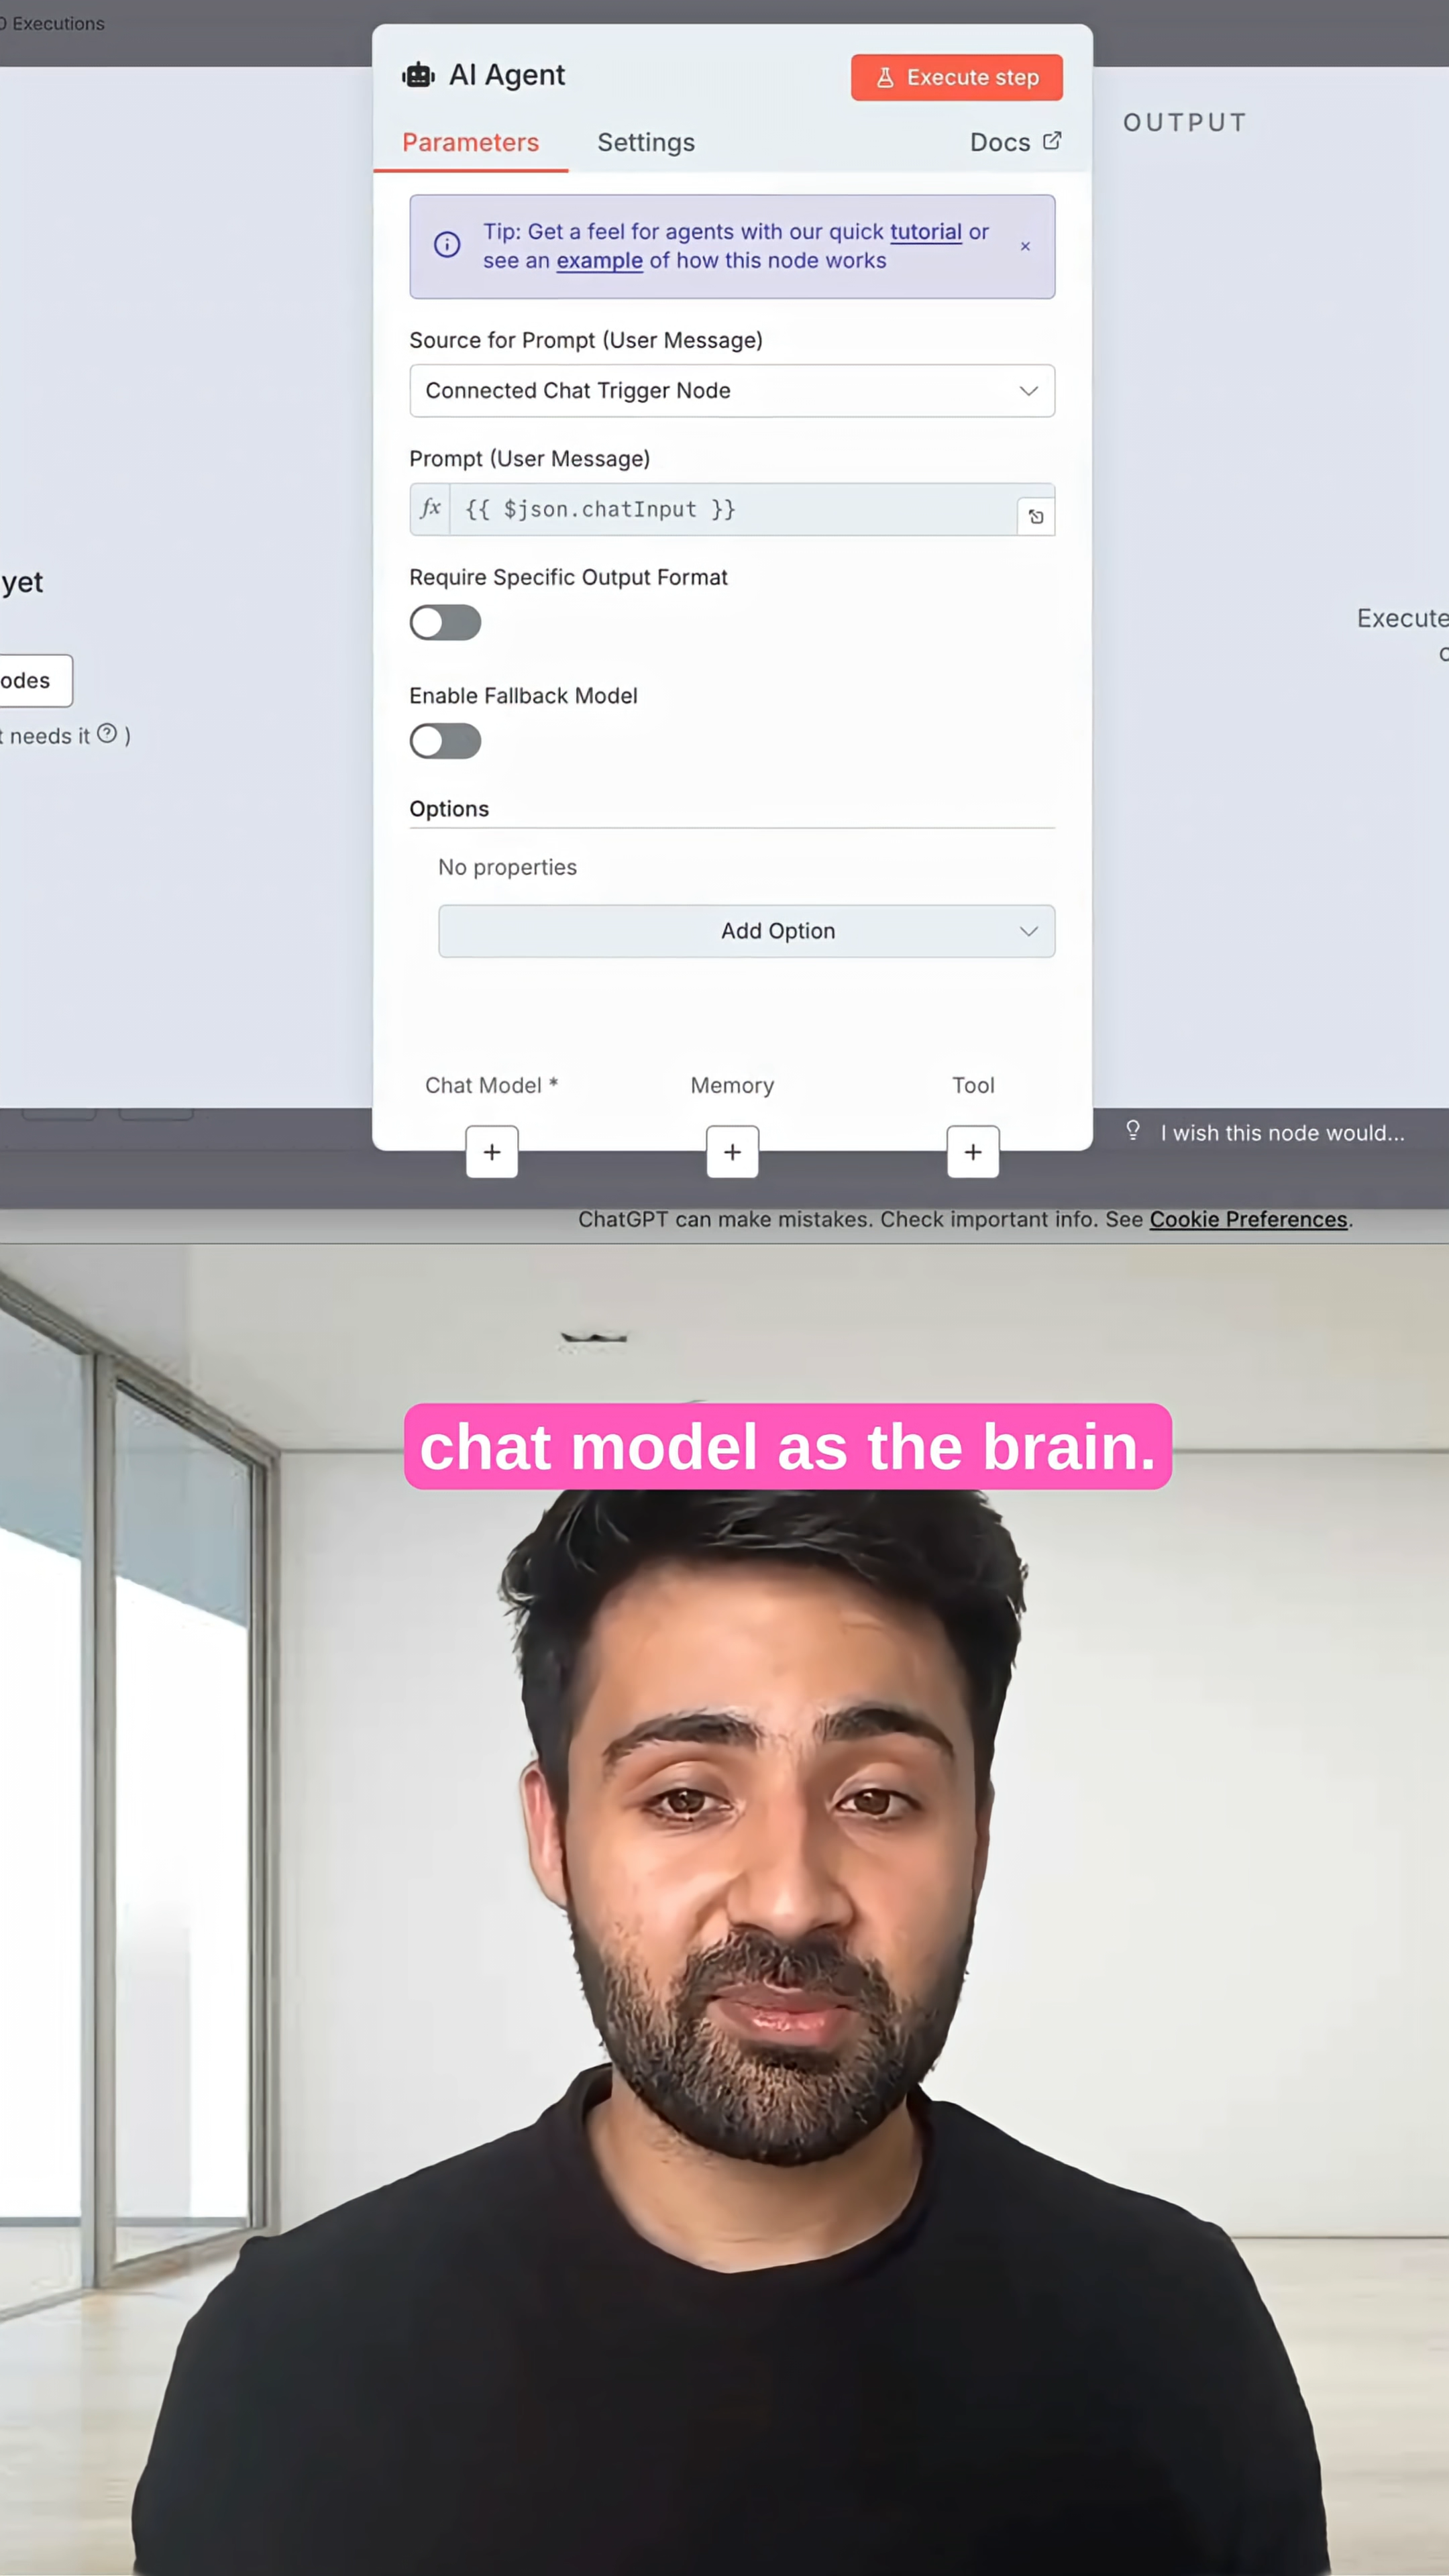 0 Executions
AI Agent
Execute step
Parameters
Settings
Docs
OUTPUT
Tip: Get a feel for agents with our quick tutorial or
see an example of how this node works
×
Source for Prompt (User Message)
Connected Chat Trigger Node
Prompt (User Message)
fx
{{ $json.chatInput }}
Require Specific Output Format
yet
Execute
odes
Enable Fallback Model
t needs it ? )
Options
No properties
Add Option
Chat Model *
Memory
Tool
+
+
+
I wish this node would...
ChatGPT can make mistakes. Check important info. See Cookie Preferences.
chat model as the brain.